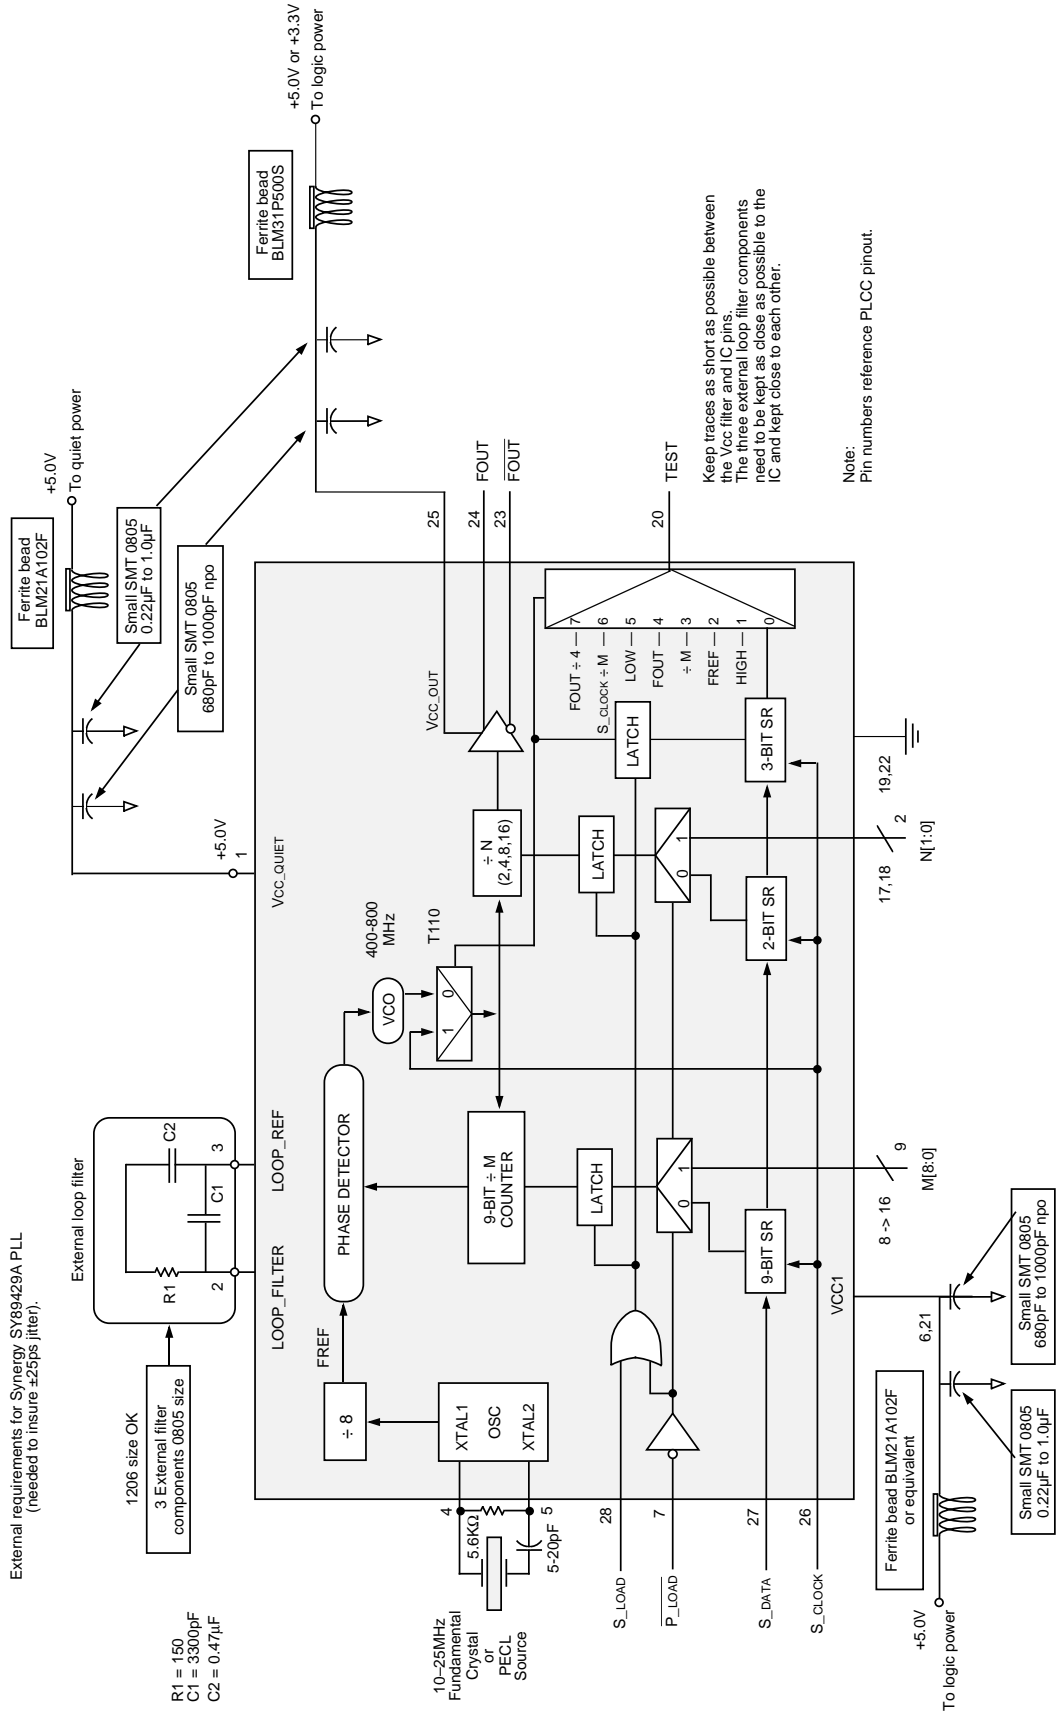 External requirements for Synergy SY89429A PLL
(needed to insure ±25ps jitter).
R1 = 150
C1 = 3300pF
C2 = 0.47µF
1206 size OK
3 External filter
components 0805 size
External loop filter
R1
C1
C2
2
3
LOOP_FILTER
LOOP_REF
Ferrite bead
BLM21A102F
+5.0V
To quiet power
Small SMT 0805
0.22µF to 1.0µF
Small SMT 0805
680pF to 1000pF npo
+5.0V
1
VCC_QUIET
Ferrite bead
BLM31P500S
+5.0V or +3.3V
To logic power
10–25MHz
Fundamental
Crystal
or
PECL
Source
4
5.6KΩ
5
5-20pF
XTAL1
OSC
XTAL2
÷ 8
FREF
PHASE DETECTOR
VCO
400-800
MHz
1
0
T110
9-BIT ÷ M
COUNTER
÷ N
(2,4,8,16)
VCC_OUT
25
24
FOUT
23
FOUT
LATCH
LATCH
LATCH
0
1
0
1
S_LOAD
28
P_LOAD
7
S_DATA
27
S_CLOCK
26
9-BIT SR
2-BIT SR
3-BIT SR
FOUT ÷ 4 — 7
S_CLOCK ÷ M — 6
LOW — 5
FOUT — 4
÷ M — 3
FREF — 2
HIGH — 1
0
20
TEST
VCC1
6,21
8 -> 16
9
M[8:0]
17,18
2
N[1:0]
19,22
+5.0V
To logic power
Ferrite bead BLM21A102F
or equivalent
Small SMT 0805
0.22µF to 1.0µF
Small SMT 0805
680pF to 1000pF npo
Keep traces as short as possible between
the Vcc filter and IC pins.
The three external loop filter components
need to be kept as close as possible to the
IC and kept close to each other.
Note:
Pin numbers reference PLCC pinout.